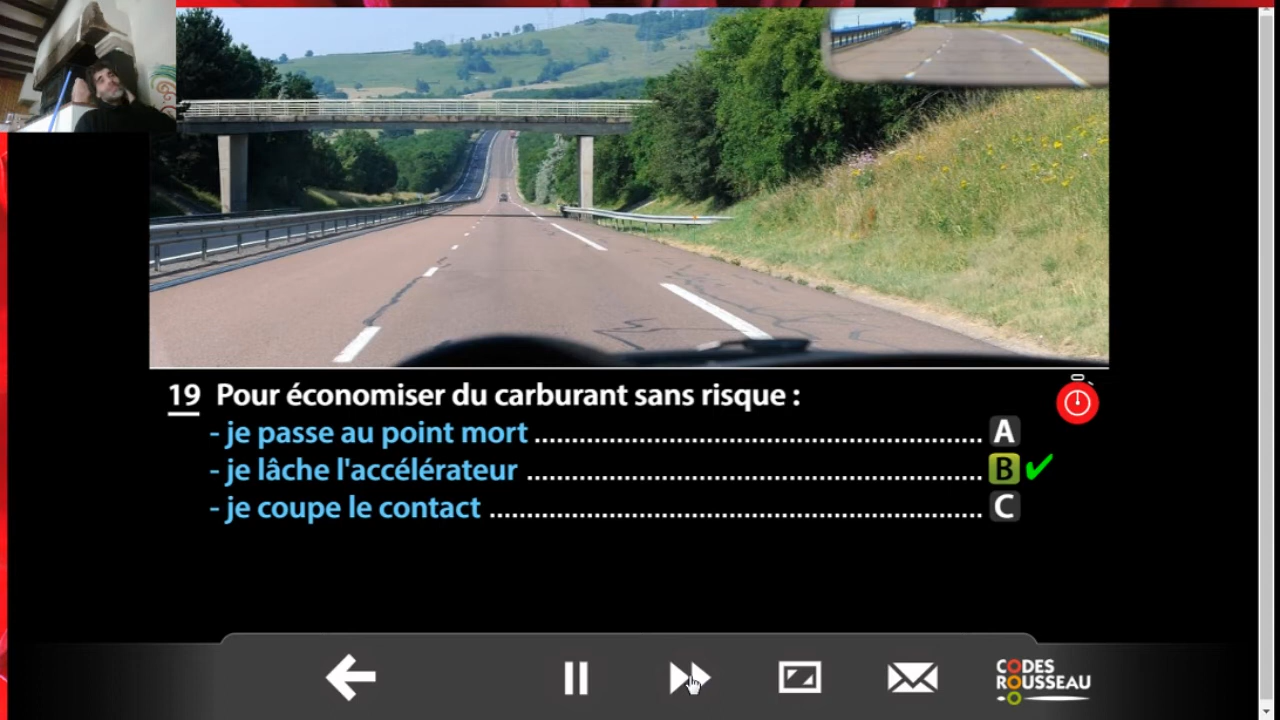 19 Pour économiser du carburant sans risque :
- je passe au point mort ........................................................... A
- je lâche l'accélérateur ............................................................ B ✔
- je coupe le contact ................................................................. C
CODES
ROUSSEAU